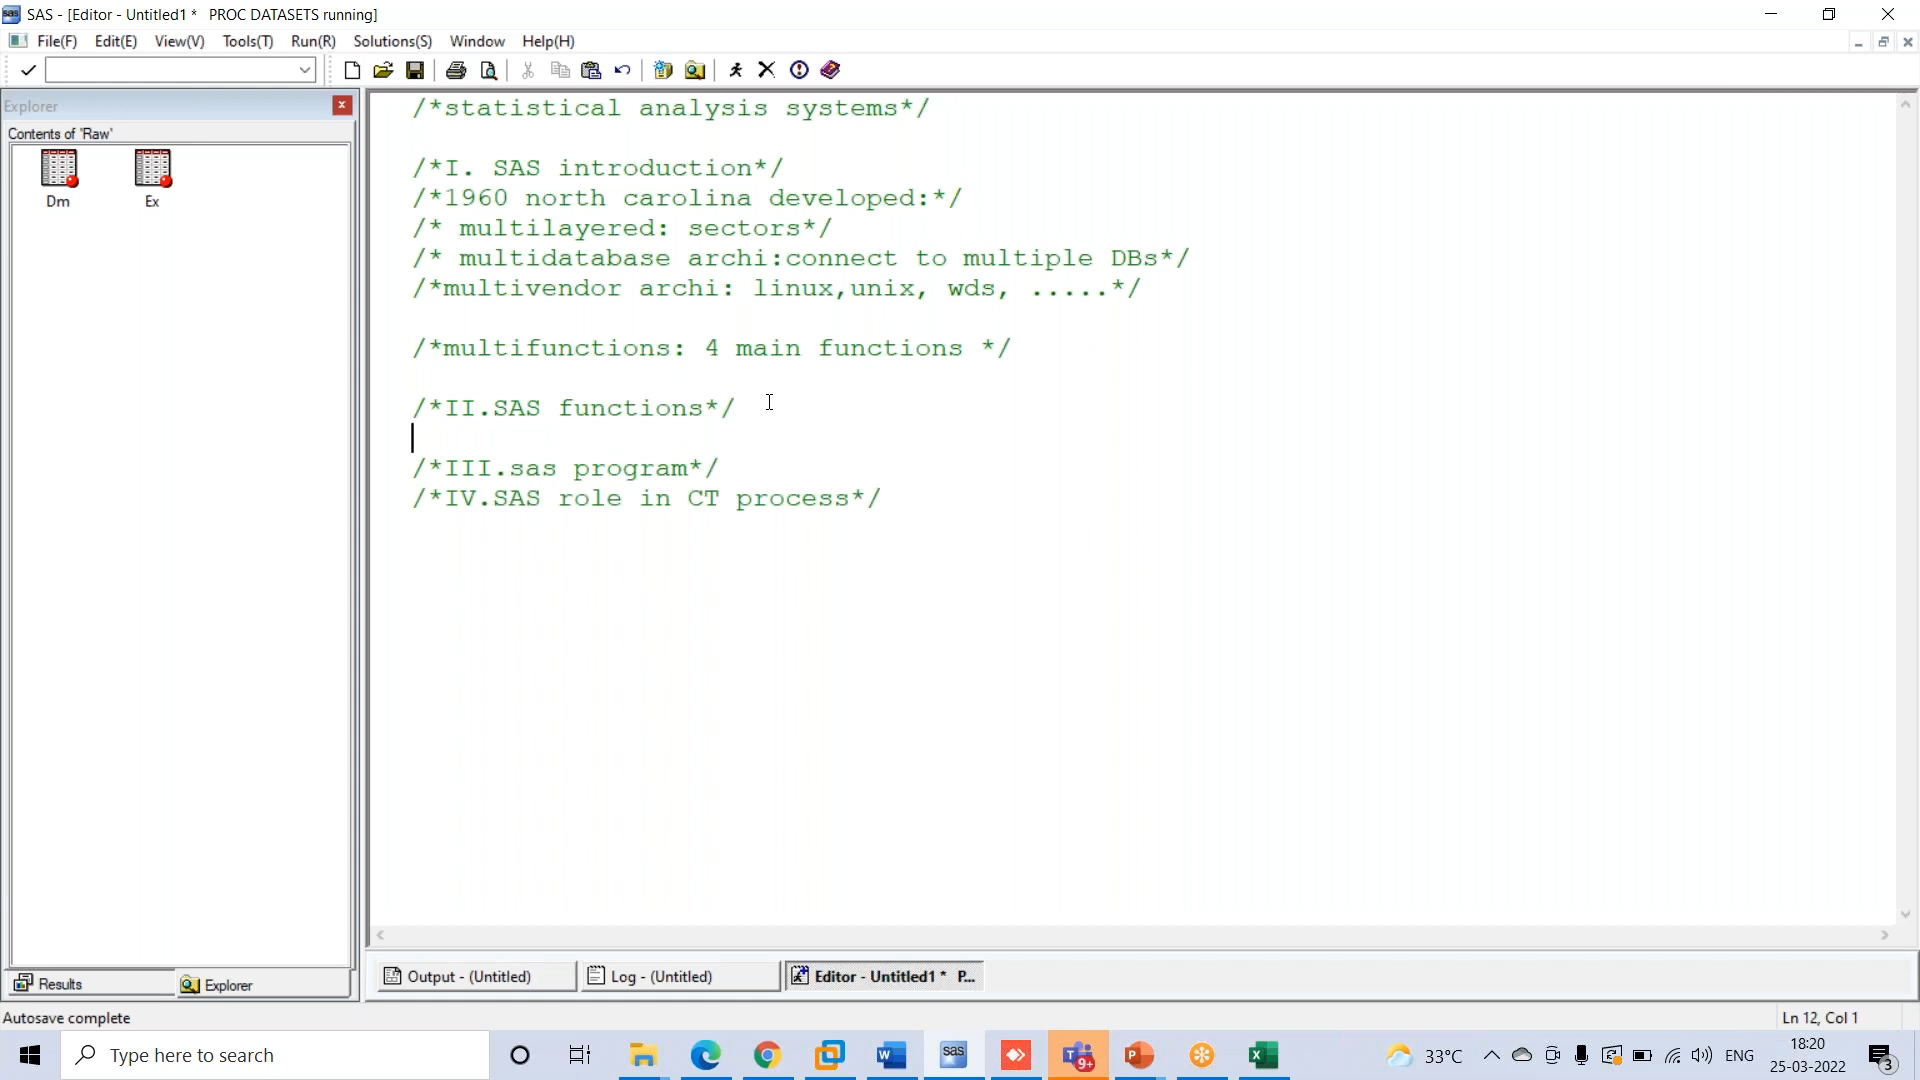 SAS - [Editor - Untitled1 * PROC DATASETS running]
File(F) Edit(E) View(V) Tools(T) Run(R) Solutions(S) Window Help(H)
Explorer
Contents of 'Raw'
Dm Ex
/*statistical analysis systems*/
/*I. SAS introduction*/
/*1960 north carolina developed:*/
/* multilayered: sectors*/
/* multidatabase archi:connect to multiple DBs*/
/*multivendor archi: linux,unix, wds, .....*/
/*multifunctions: 4 main functions */
/*II.SAS functions*/
/*III.sas program*/
/*IV.SAS role in CT process*/
Results Explorer
Output - (Untitled) Log - (Untitled) Editor - Untitled1 * P...
Autosave complete
Ln 12, Col 1
Type here to search
sas
9+
33°C
ENG
18:20
25-03-2022
3